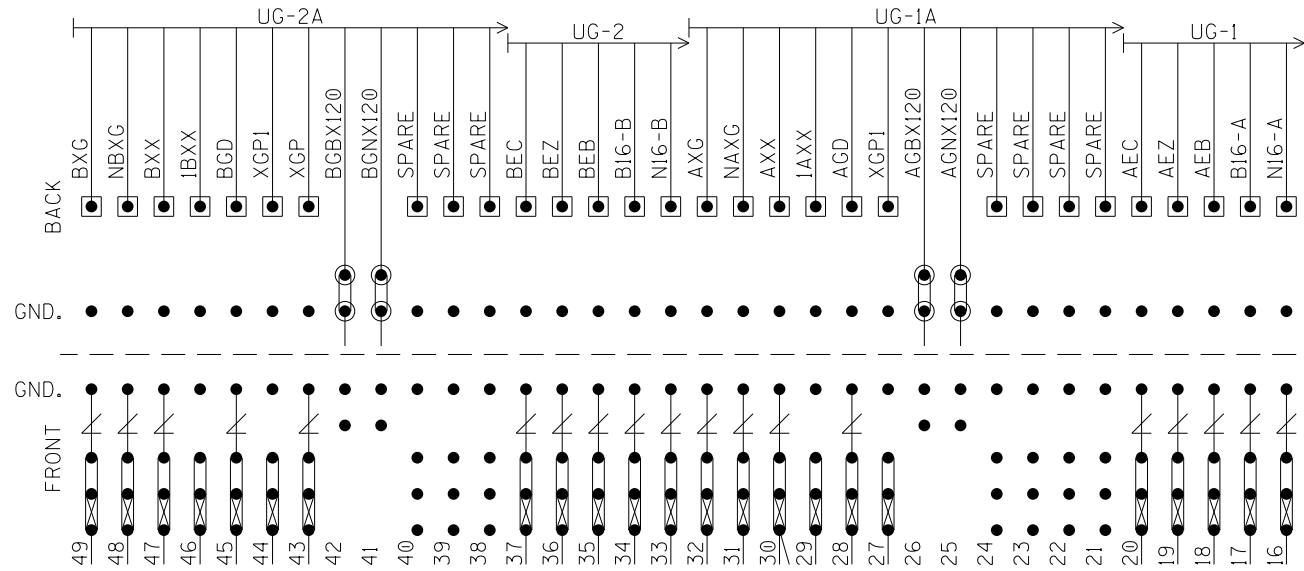 UG-2A
UG-2
UG-1A
UG-1
BACK
BXG
NBXG
BXX
1BXX
BGD
XGP1
XGP
BGBX120
BGNX120
SPARE
SPARE
SPARE
BEC
BEZ
BEB
B16-B
N16-B
AXG
NAXG
AXX
1AXX
AGD
XGP1
AGBX120
AGNX120
SPARE
SPARE
SPARE
SPARE
AEC
AEZ
AEB
B16-A
N16-A
GND.
GND.
FRONT
49
48
47
46
45
44
43
42
41
40
39
38
37
36
35
34
33
32
31
30
29
28
27
26
25
24
23
22
21
20
19
18
17
16